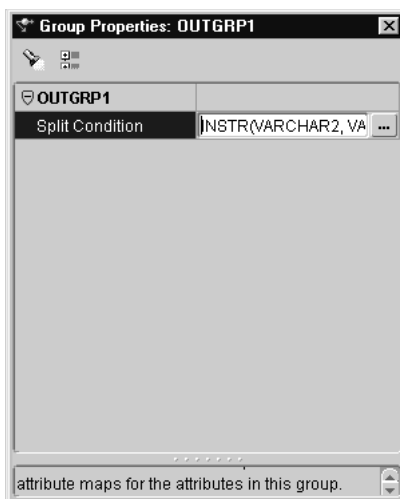 Group Properties: OUTGRP1
OUTGRP1
Split Condition INSTR(VARCHAR2, VA ...
attribute maps for the attributes in this group.